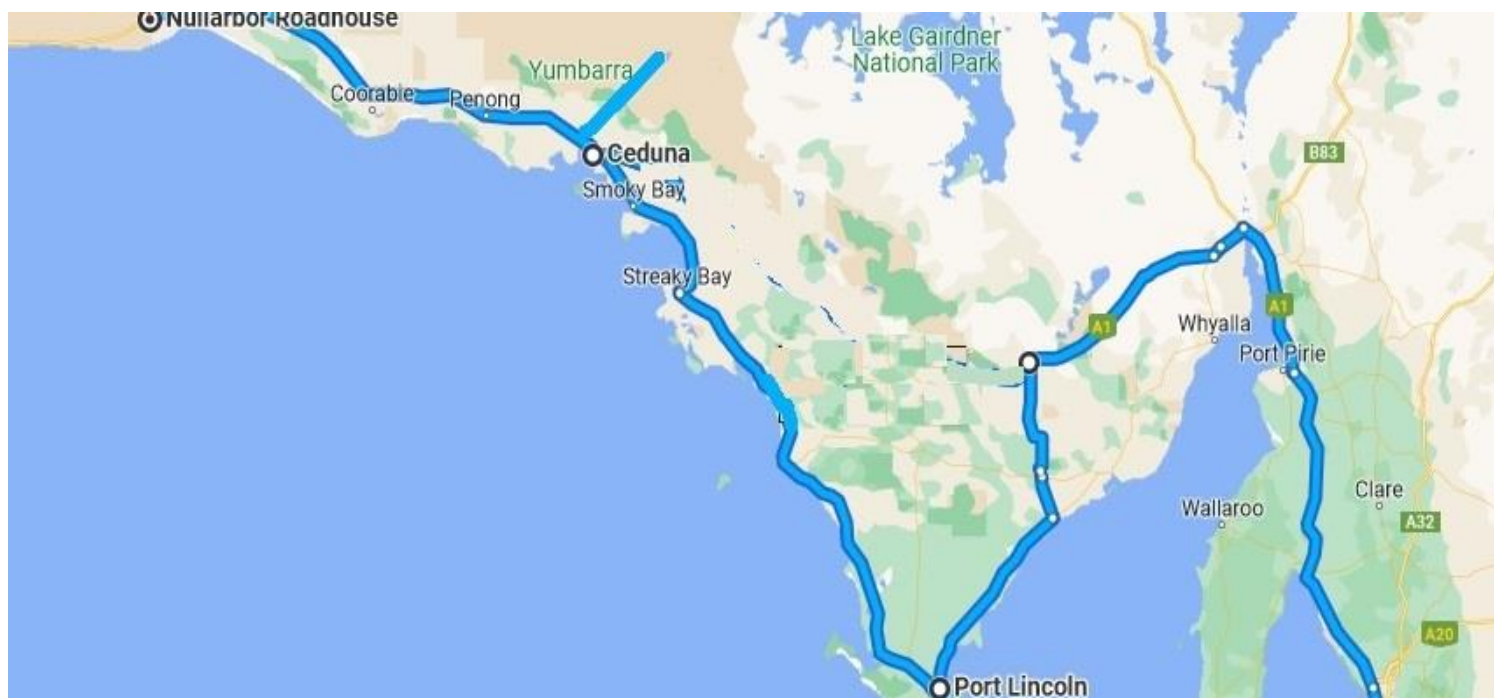 Nullarbor Roadhouse
Lake Gairdner
National Park
Yumbarra
Coorabie
Penong
B83
Ceduna
Smoky Bay
Streaky Bay
A1
A1
Whyalla
Port Pirie
Clare
Wallaroo
A32
A20
Port Lincoln